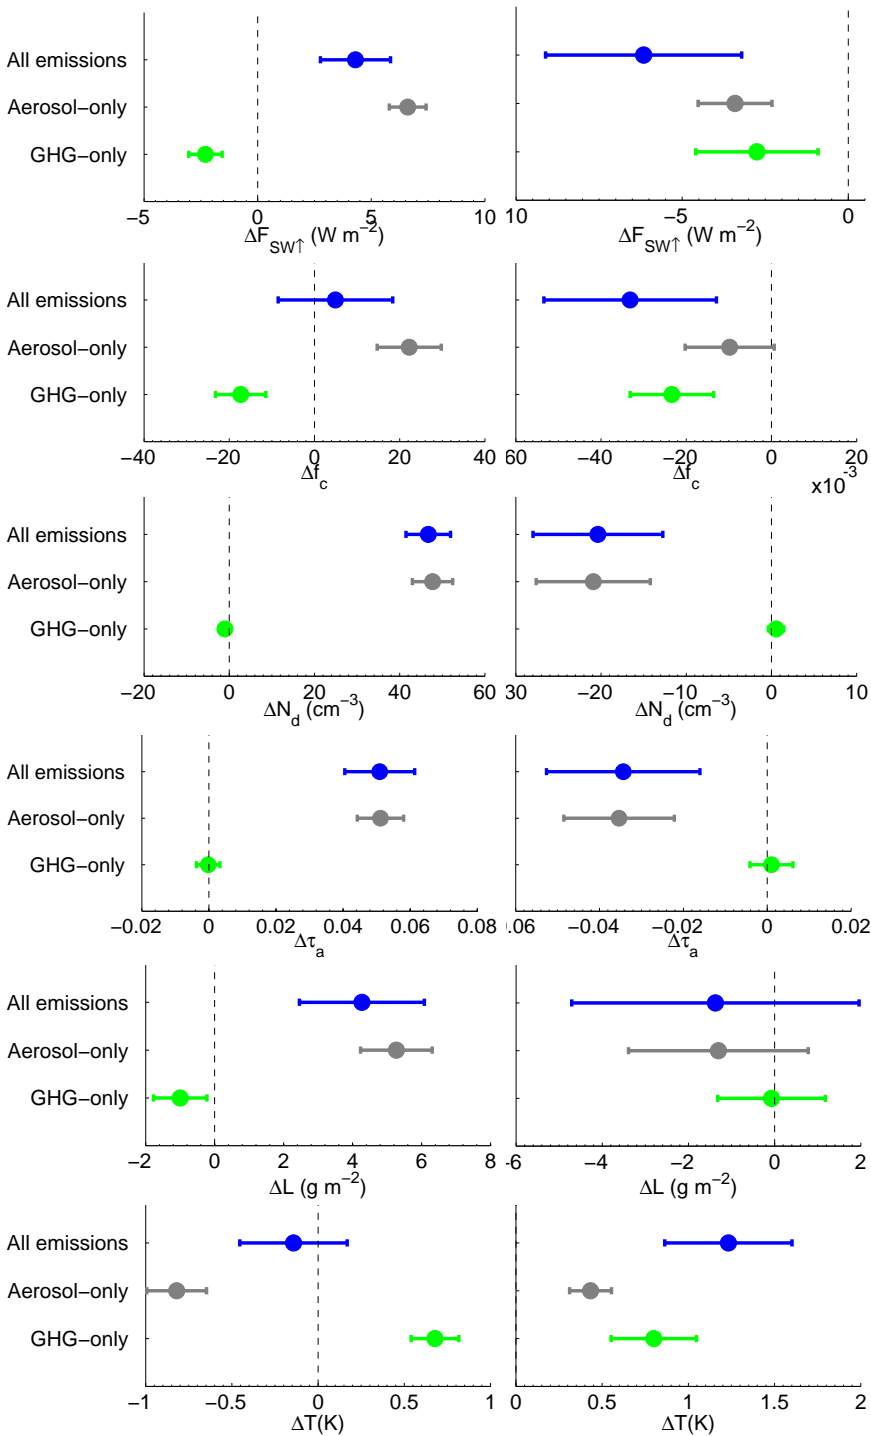 All emissions
Aerosol−only
GHG−only
−5 0 5 10
ΔF_SW↑ (W m⁻²)
10 −5 0
ΔF_SW↑ (W m⁻²)
All emissions
Aerosol−only
GHG−only
−40 −20 0 20 40
Δf_c
60 −40 −20 0 20
Δf_c
x10⁻³
All emissions
Aerosol−only
GHG−only
−20 0 20 40 60
ΔN_d (cm⁻³)
30 −20 −10 0 10
ΔN_d (cm⁻³)
All emissions
Aerosol−only
GHG−only
−0.02 0 0.02 0.04 0.06 0.08
Δτ_a
.06 −0.04 −0.02 0 0.02
Δτ_a
All emissions
Aerosol−only
GHG−only
−2 0 2 4 6 8
ΔL (g m⁻²)
−6 −4 −2 0 2
ΔL (g m⁻²)
All emissions
Aerosol−only
GHG−only
−1 −0.5 0 0.5 1
ΔT(K)
0 0.5 1 1.5 2
ΔT(K)